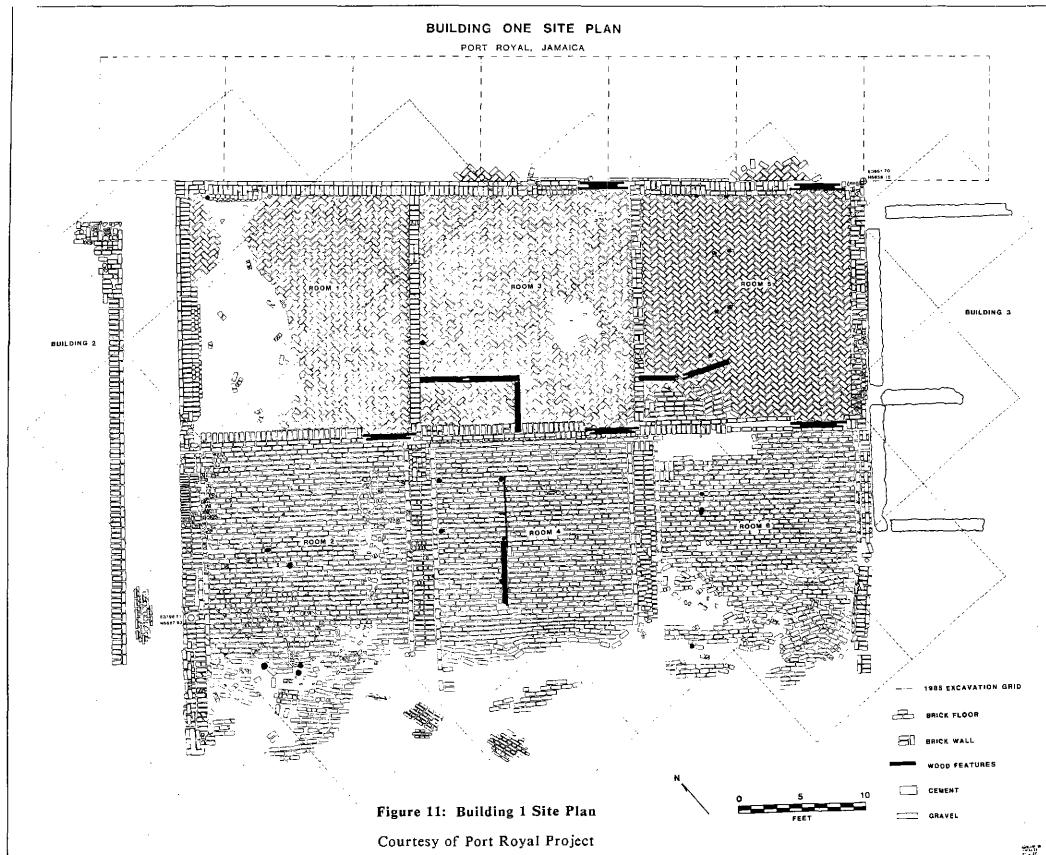 BUILDING ONE SITE PLAN
PORT ROYAL, JAMAICA
ROOM 1
ROOM 3
ROOM 5
BUILDING 2
BUILDING 3
ROOM 2
ROOM 4
ROOM 6
1985 EXCAVATION GRID
BRICK FLOOR
BRICK WALL
WOOD FEATURES
CEMENT
GRAVEL
N
0 5 10
FEET
Figure 11: Building 1 Site Plan
Courtesy of Port Royal Project